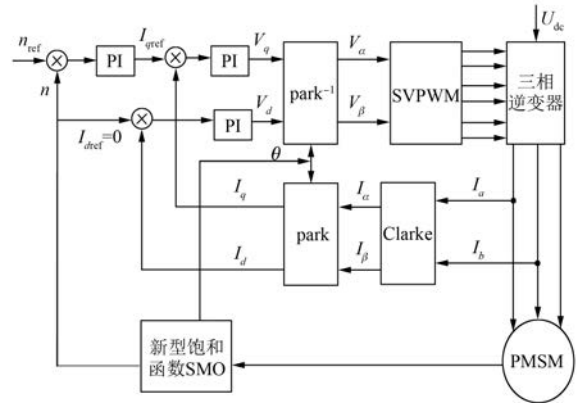 n_ref
PI
I_qref
PI
V_q
park⁻¹
V_α
SVPWM
三相
逆变器
U_dc
n
I_dref=0
PI
V_d
V_β
θ
I_q
park
I_α
Clarke
I_a
I_d
I_β
I_b
新型饱和
函数SMO
PMSM